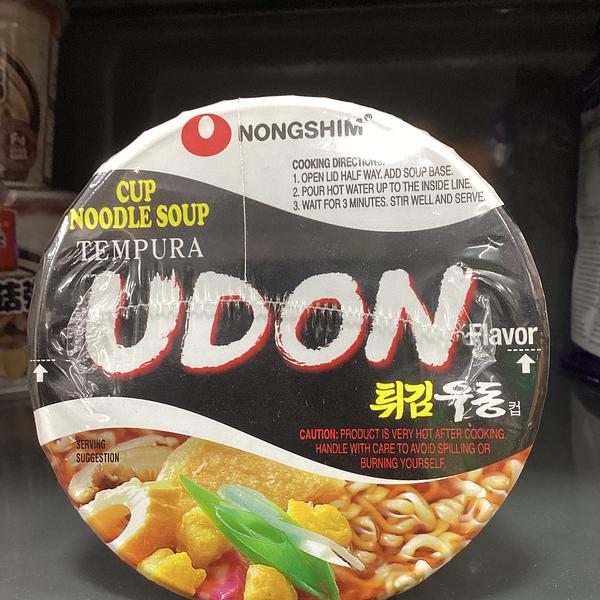 NONGSHIM®
COOKING DIRECTIONS:
1. OPEN LID HALF WAY. ADD SOUP BASE.
2. POUR HOT WATER UP TO THE INSIDE LINE.
3. WAIT FOR 3 MINUTES. STIR WELL AND SERVE.
CUP
NOODLE SOUP
TEMPURA
UDON
Flavor
튀김우동컵
CAUTION: PRODUCT IS VERY HOT AFTER COOKING.
HANDLE WITH CARE TO AVOID SPILLING OR
BURNING YOURSELF.
SERVING
SUGGESTION